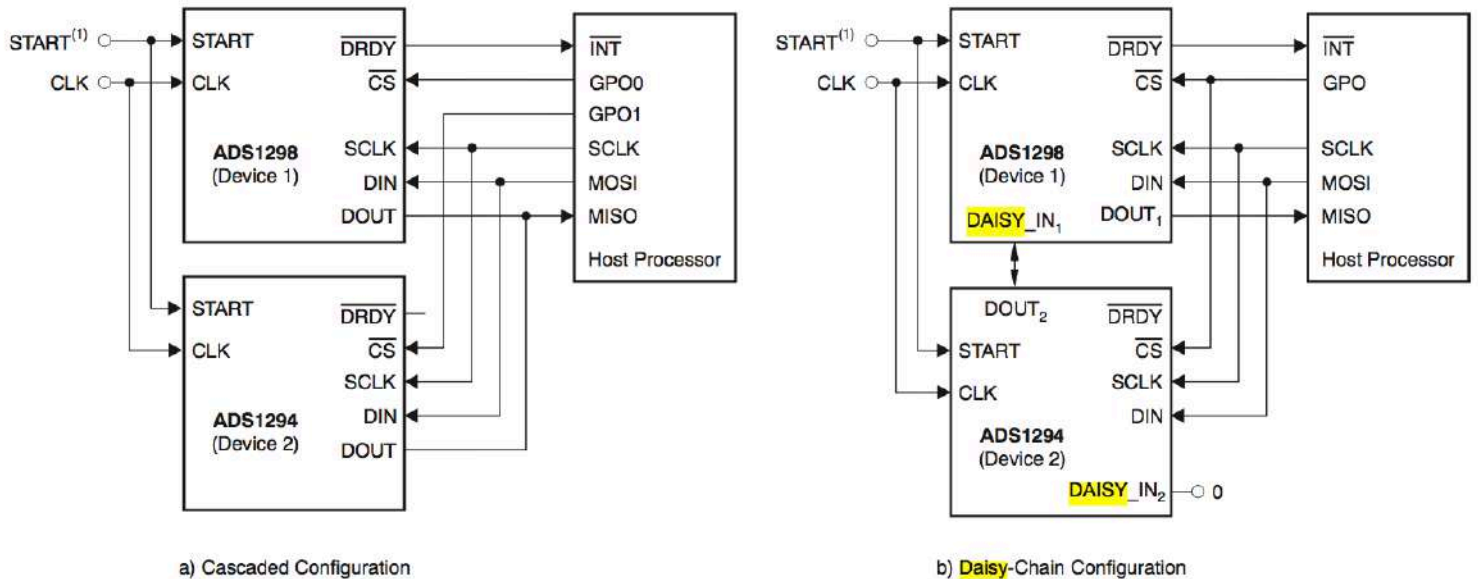 START(1)
CLK
START
CLK
DRDY
CS
SCLK
DIN
DOUT
ADS1298
(Device 1)
INT
GPO0
GPO1
SCLK
MOSI
MISO
Host Processor
START
CLK
DRDY
CS
SCLK
DIN
DOUT
ADS1294
(Device 2)
a) Cascaded Configuration
START(1)
CLK
START
CLK
DRDY
CS
SCLK
DIN
DOUT1
ADS1298
(Device 1)
DAISY_IN1
INT
GPO
SCLK
MOSI
MISO
Host Processor
DOUT2
START
CLK
DRDY
CS
SCLK
DIN
ADS1294
(Device 2)
DAISY_IN2
0
b) Daisy-Chain Configuration